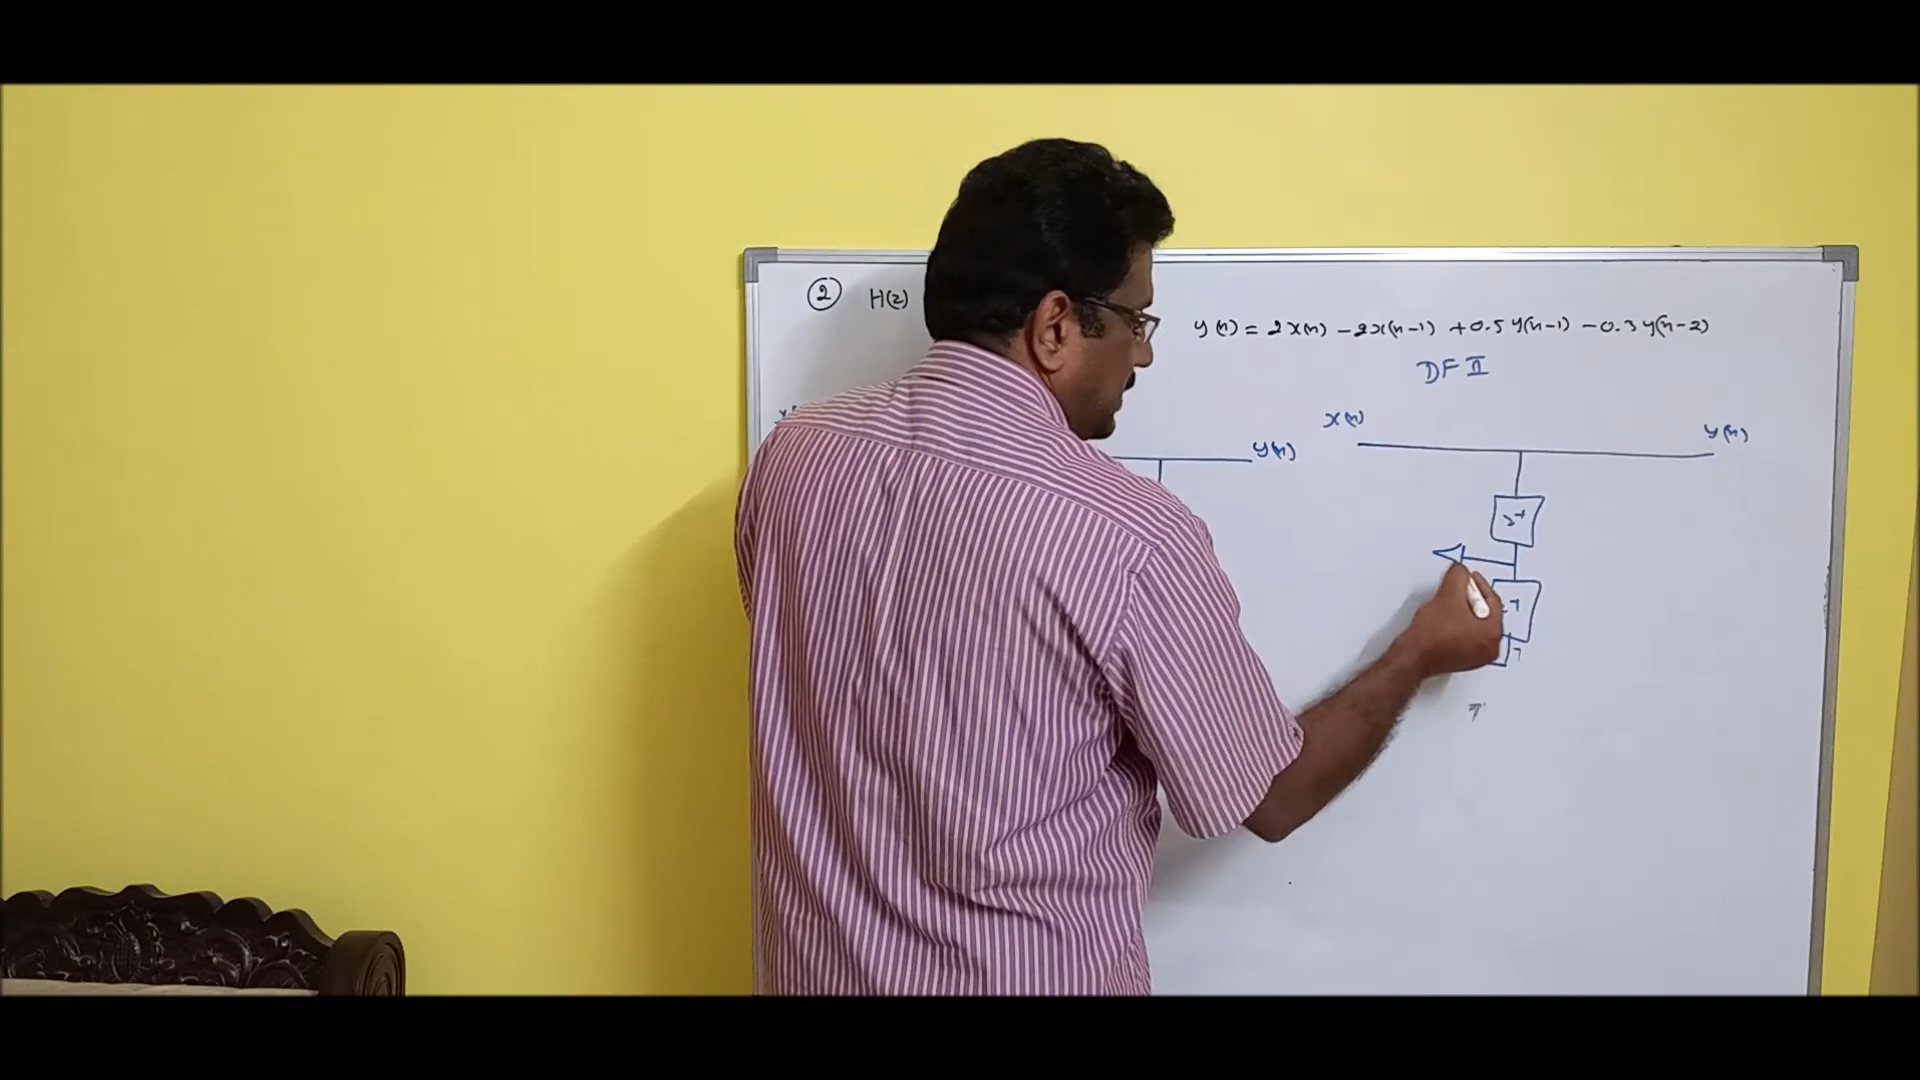 ② H(z)
y(n) = 2x(n) - 2x(n-1) + 0.5y(n-1) - 0.3y(n-2)
DF II
x(n)
y(n)
y(n)
z⁻¹